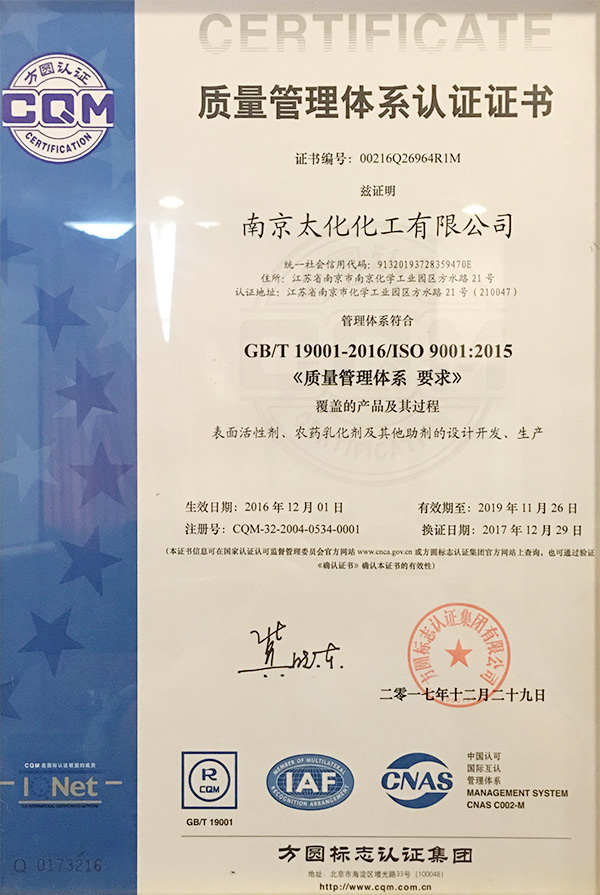 CERTIFICATE
方圆认证
CQM
CERTIFICATION
质量管理体系认证证书
证书编号：00216Q26964R1M
兹证明
南京太化化工有限公司
统一社会信用代码：91320193728359470E
住所：江苏省南京市南京化学工业园区方水路21号
认证地址：江苏省南京市化学工业园区方水路21号（210047）
管理体系符合
GB/T 19001-2016/ISO 9001:2015
《质量管理体系 要求》
覆盖的产品及其过程
表面活性剂、农药乳化剂及其他助剂的设计开发、生产
生效日期：2016年12月01日
有效期至：2019年11月26日
注册号：CQM-32-2004-0534-0001
换证日期：2017年12月29日
（本证书信息可在国家认证认可监督管理委员会官方网站 www.cnca.gov.cn 或方圆标志认证集团官方网站上查询，也可通过验证
《确认证书》确认本证书的有效性）
方圆标志认证集团有限公司
二零一七年十二月二十九日
CQM 是国际认证联盟的成员
IQNet
R
CQM
GB/T 19001
MEMBER OF MULTILATERAL
IAF
RECOGNITION ARRANGEMENT
CNAS
中国认可
国际互认
管理体系
MANAGEMENT SYSTEM
CNAS C002-M
Q 0173216
方圆标志认证集团
地址：北京市海淀区增光路33号（100048）
http://www.cqm.com.cn